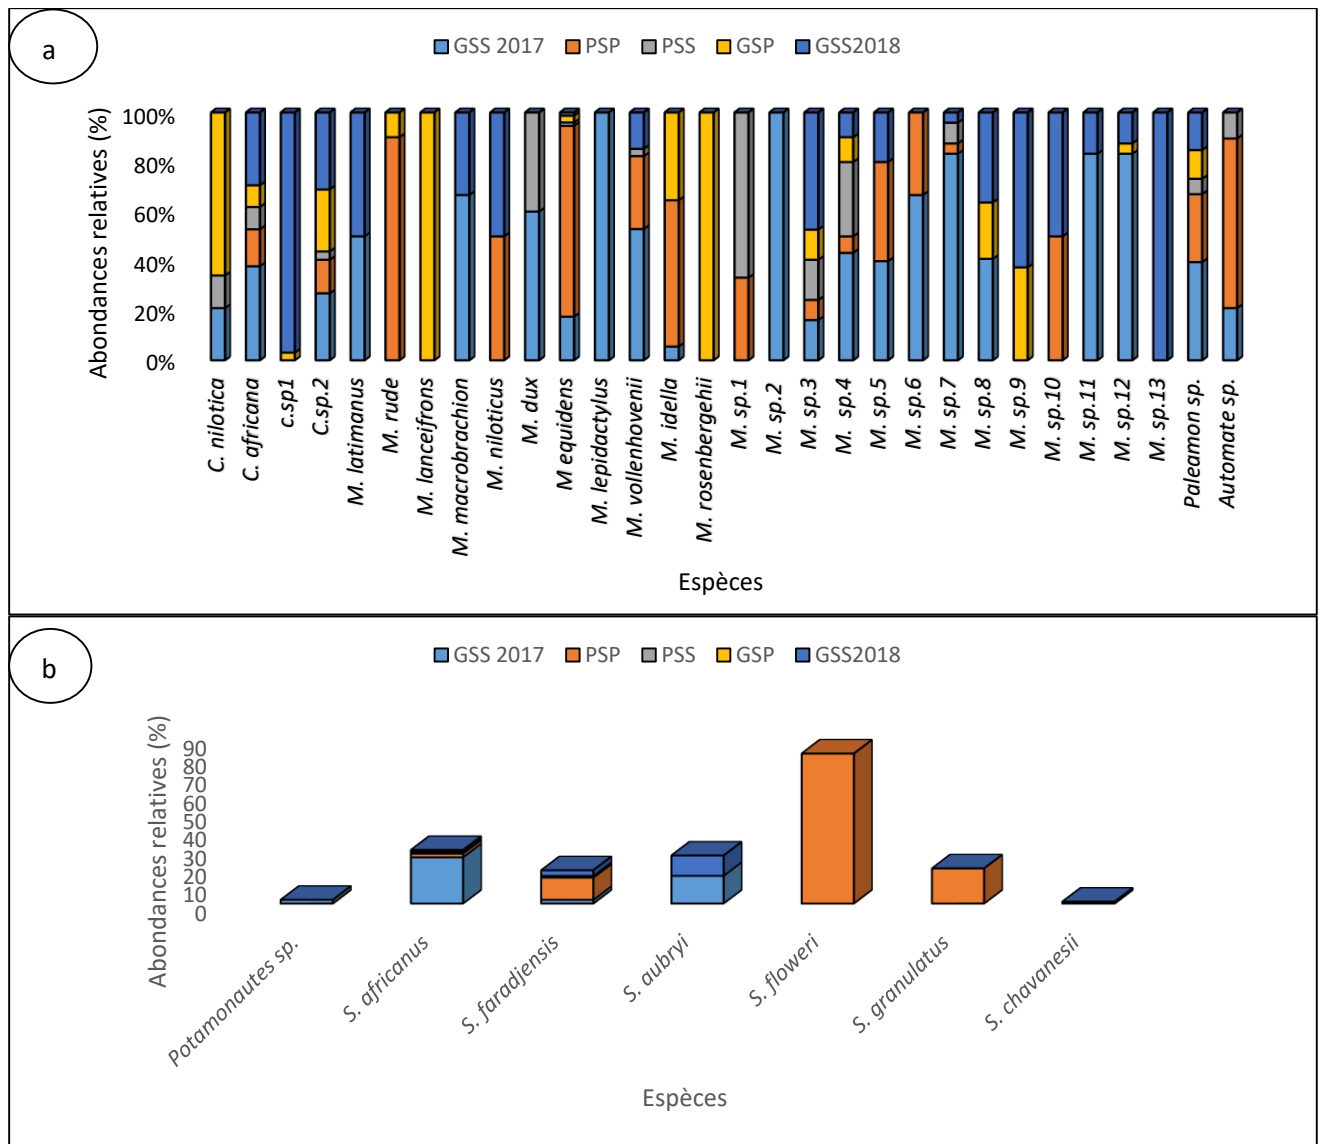 a
GSS 2017 PSP PSS GSP GSS2018
Abondances relatives (%)
100%
80%
60%
40%
20%
0%
C. nilotica
C. africana
c.sp1
C.sp.2
M. latimanus
M. rude
M. lanceifrons
M. macrobrachion
M. niloticus
M. dux
M equidens
M. lepidactylus
M. vollenhovenii
M. idella
M. rosenbergehii
M. sp.1
M. sp.2
M. sp.3
M. sp.4
M. sp.5
M. sp.6
M. sp.7
M. sp.8
M. sp.9
M. sp.10
M. sp.11
M. sp.12
M. sp.13
Paleamon sp.
Automate sp.
Espèces
b
GSS 2017 PSP PSS GSP GSS2018
Abondances relatives (%)
90
80
70
60
50
40
30
20
10
0
Potamonautes sp.
S. africanus
S. faradjensis
S. aubryi
S. floweri
S. granulatus
S. chavanesii
Espèces